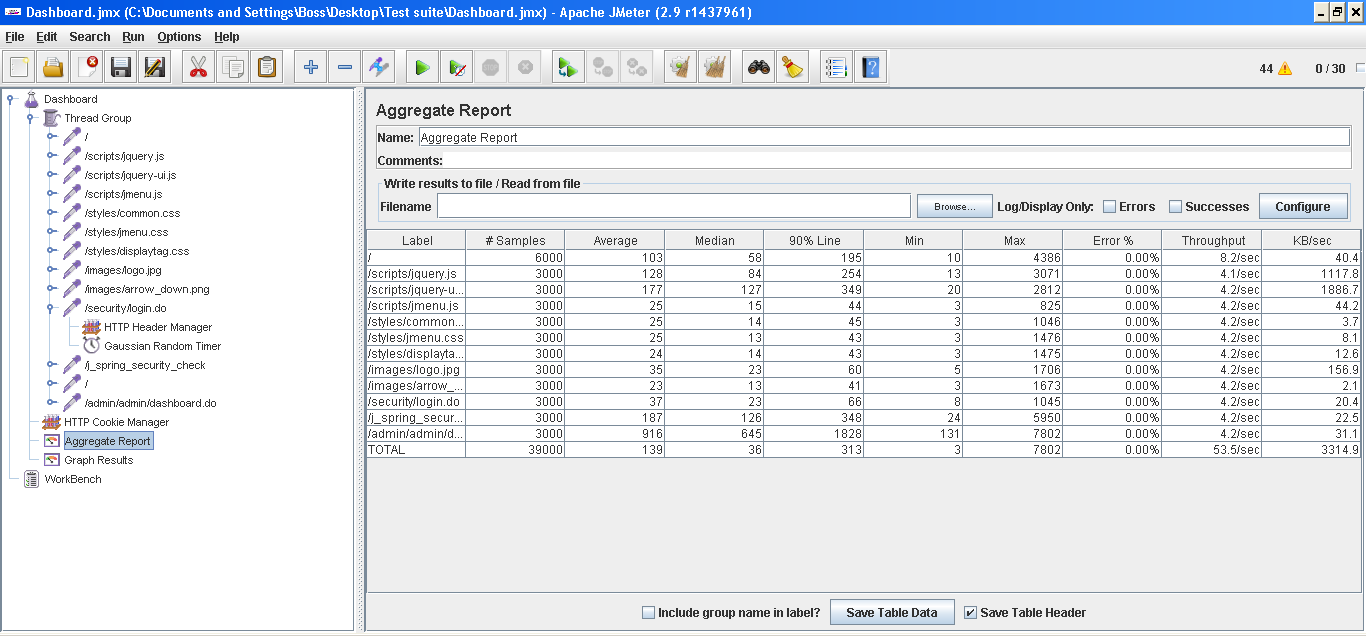 Dashboard.jmx (C:\Documents and Settings\Boss\Desktop\Test suite\Dashboard.jmx) - Apache JMeter (2.9 r1437961)
File Edit Search Run Options Help
44 0 / 30
Dashboard
Thread Group
/
/scripts/jquery.js
/scripts/jquery-ui.js
/scripts/jmenu.js
/styles/common.css
/styles/jmenu.css
/styles/displaytag.css
/images/logo.jpg
/images/arrow_down.png
/security/login.do
HTTP Header Manager
Gaussian Random Timer
/j_spring_security_check
/
/admin/admin/dashboard.do
HTTP Cookie Manager
Aggregate Report
Graph Results
WorkBench
Aggregate Report
Name: Aggregate Report
Comments:
Write results to file / Read from file
Filename Browse... Log/Display Only: Errors Successes Configure
Label # Samples Average Median 90% Line Min Max Error % Throughput KB/sec
/ 6000 103 58 195 10 4386 0.00% 8.2/sec 40.4
/scripts/jquery.js 3000 128 84 254 13 3071 0.00% 4.1/sec 1117.8
/scripts/jquery-u... 3000 177 127 349 20 2812 0.00% 4.2/sec 1886.7
/scripts/jmenu.js 3000 25 15 44 3 825 0.00% 4.2/sec 44.2
/styles/common... 3000 25 14 45 3 1046 0.00% 4.2/sec 3.7
/styles/jmenu.css 3000 25 13 43 3 1476 0.00% 4.2/sec 8.1
/styles/displayta... 3000 24 14 43 3 1475 0.00% 4.2/sec 12.6
/images/logo.jpg 3000 35 23 60 5 1706 0.00% 4.2/sec 156.9
/images/arrow_... 3000 23 13 41 3 1673 0.00% 4.2/sec 2.1
/security/login.do 3000 37 23 66 8 1045 0.00% 4.2/sec 20.4
/j_spring_secur... 3000 187 126 348 24 5950 0.00% 4.2/sec 22.5
/admin/admin/d... 3000 916 645 1828 131 7802 0.00% 4.2/sec 31.1
TOTAL 39000 139 36 313 3 7802 0.00% 53.5/sec 3314.9
Include group name in label? Save Table Data Save Table Header